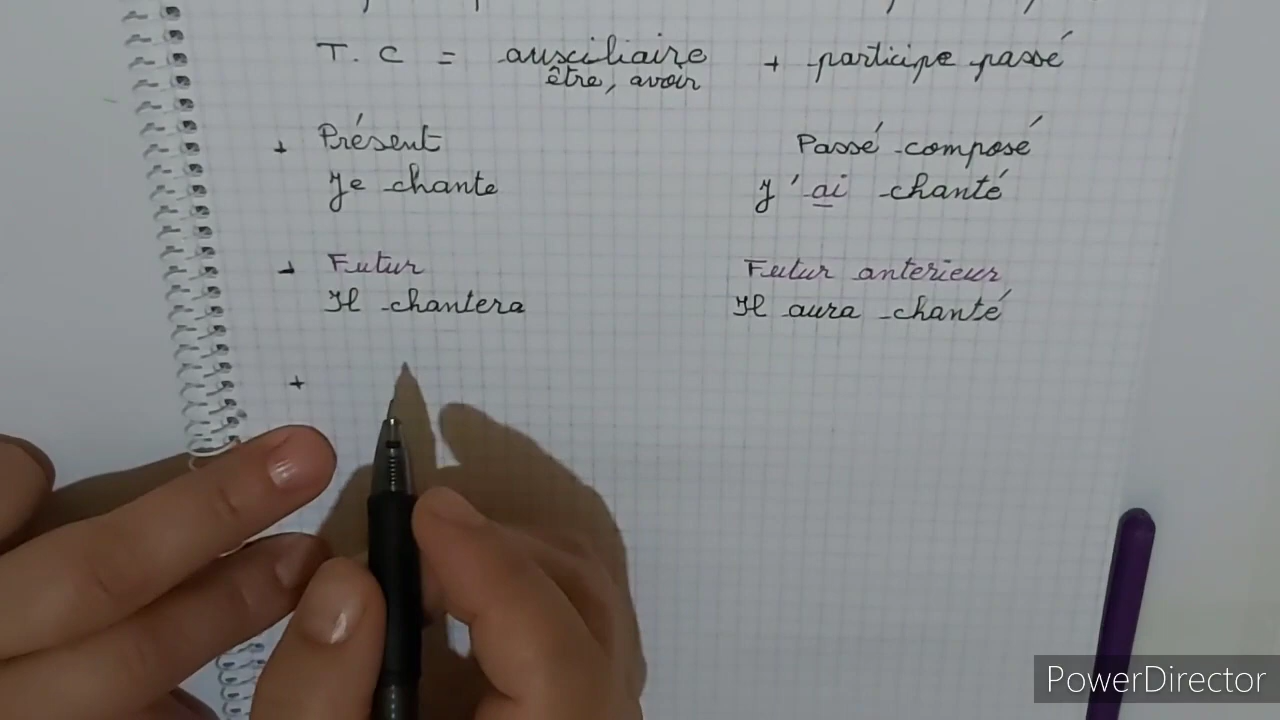 T.C = auxciliaire + participe passé
être, avoir
+ Présent Passé composé
Je chante J'ai chanté
+ Futur Futur anterieur
Il chantera Il aura chanté
+
PowerDirector